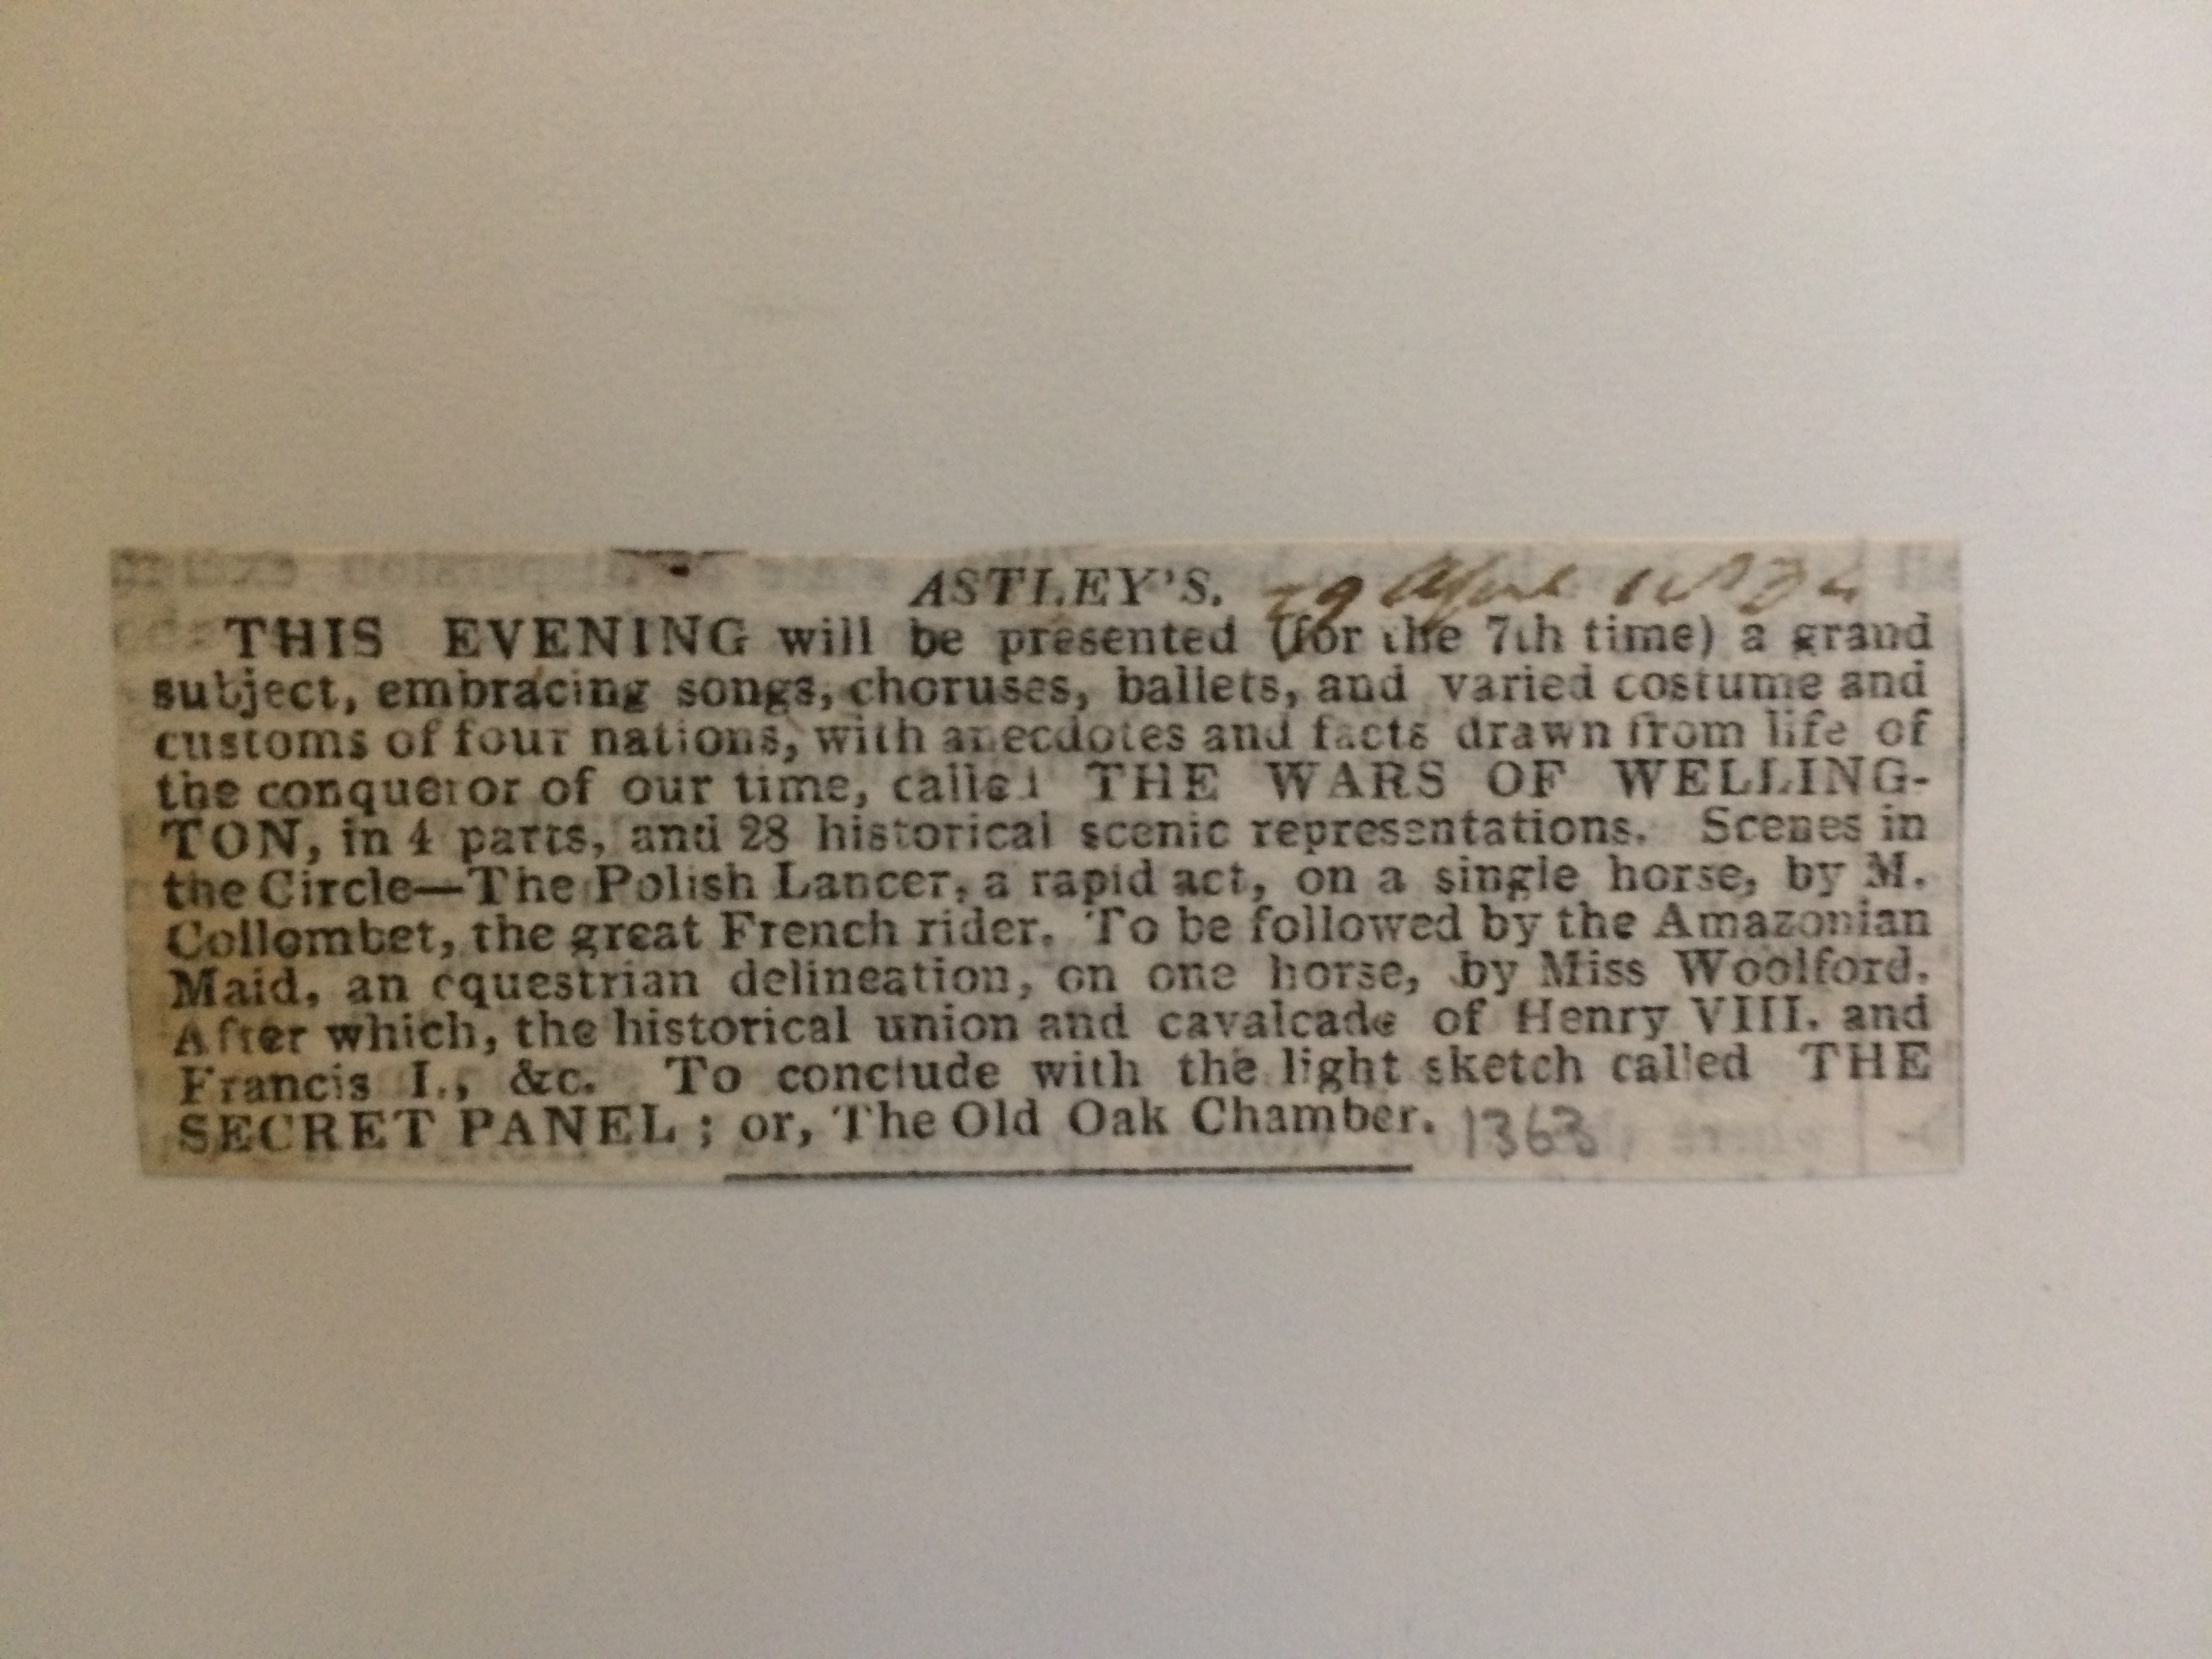 ASTLEY'S. 29 April 1834
THIS EVENING will be presented (for the 7th time) a grand
subject, embracing songs, choruses, ballets, and varied costume and
customs of four nations, with anecdotes and facts drawn from life of
the conqueror of our time, called THE WARS OF WELLING-
TON, in 4 parts, and 28 historical scenic representations. Scenes in
the Circle—The Polish Lancer, a rapid act, on a single horse, by M.
Collombet, the great French rider. To be followed by the Amazonian
Maid, an equestrian delineation, on one horse, by Miss Woolford.
After which, the historical union and cavalcade of Henry VIII. and
Francis I., &c. To conclude with the light sketch called THE
SECRET PANEL; or, The Old Oak Chamber. 1363